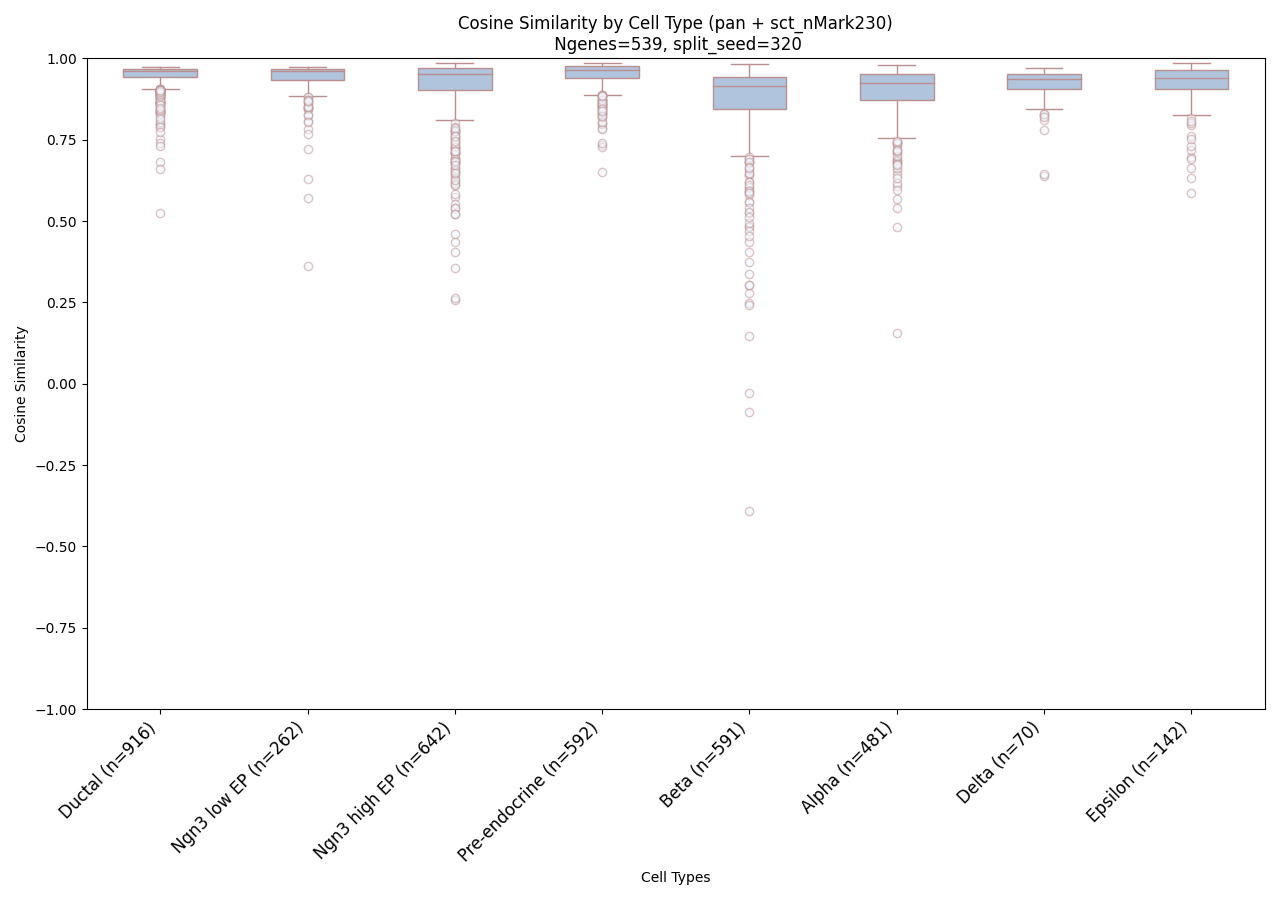 Cosine Similarity by Cell Type (pan + sct_nMark230)
Ngenes=539, split_seed=320
Cosine Similarity
1.00
0.75
0.50
0.25
0.00
−0.25
−0.50
−0.75
−1.00
Ductal (n=916)
Ngn3 low EP (n=262)
Ngn3 high EP (n=642)
Pre-endocrine (n=592)
Beta (n=591)
Alpha (n=481)
Delta (n=70)
Epsilon (n=142)
Cell Types